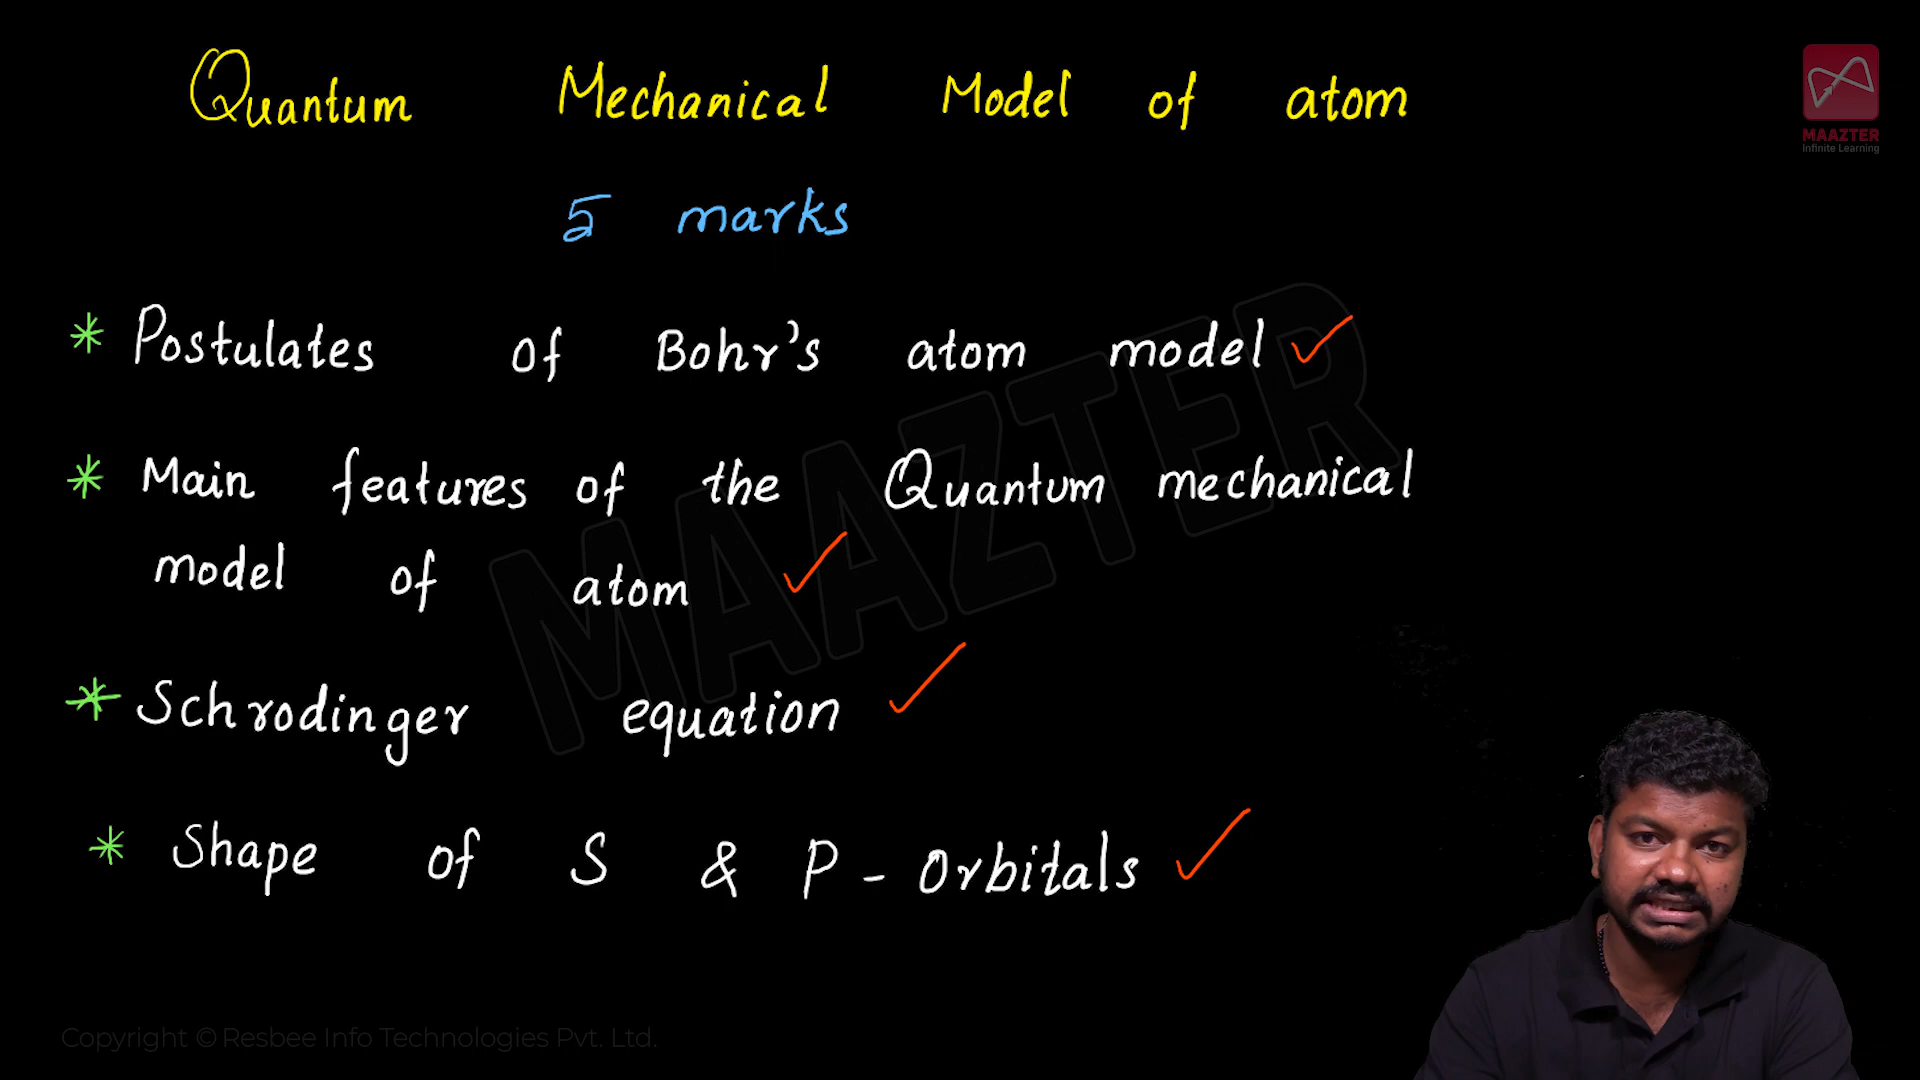 Quantum Mechanical Model of atom
MAAZTER
Infinite Learning
5 marks
* Postulates of Bohr's atom model ✓
* Main features of the Quantum mechanical
model of atom ✓
* Schrodinger equation ✓
* Shape of S & P - Orbitals ✓
MAAZTER
Copyright © Resbee Info Technologies Pvt. Ltd.